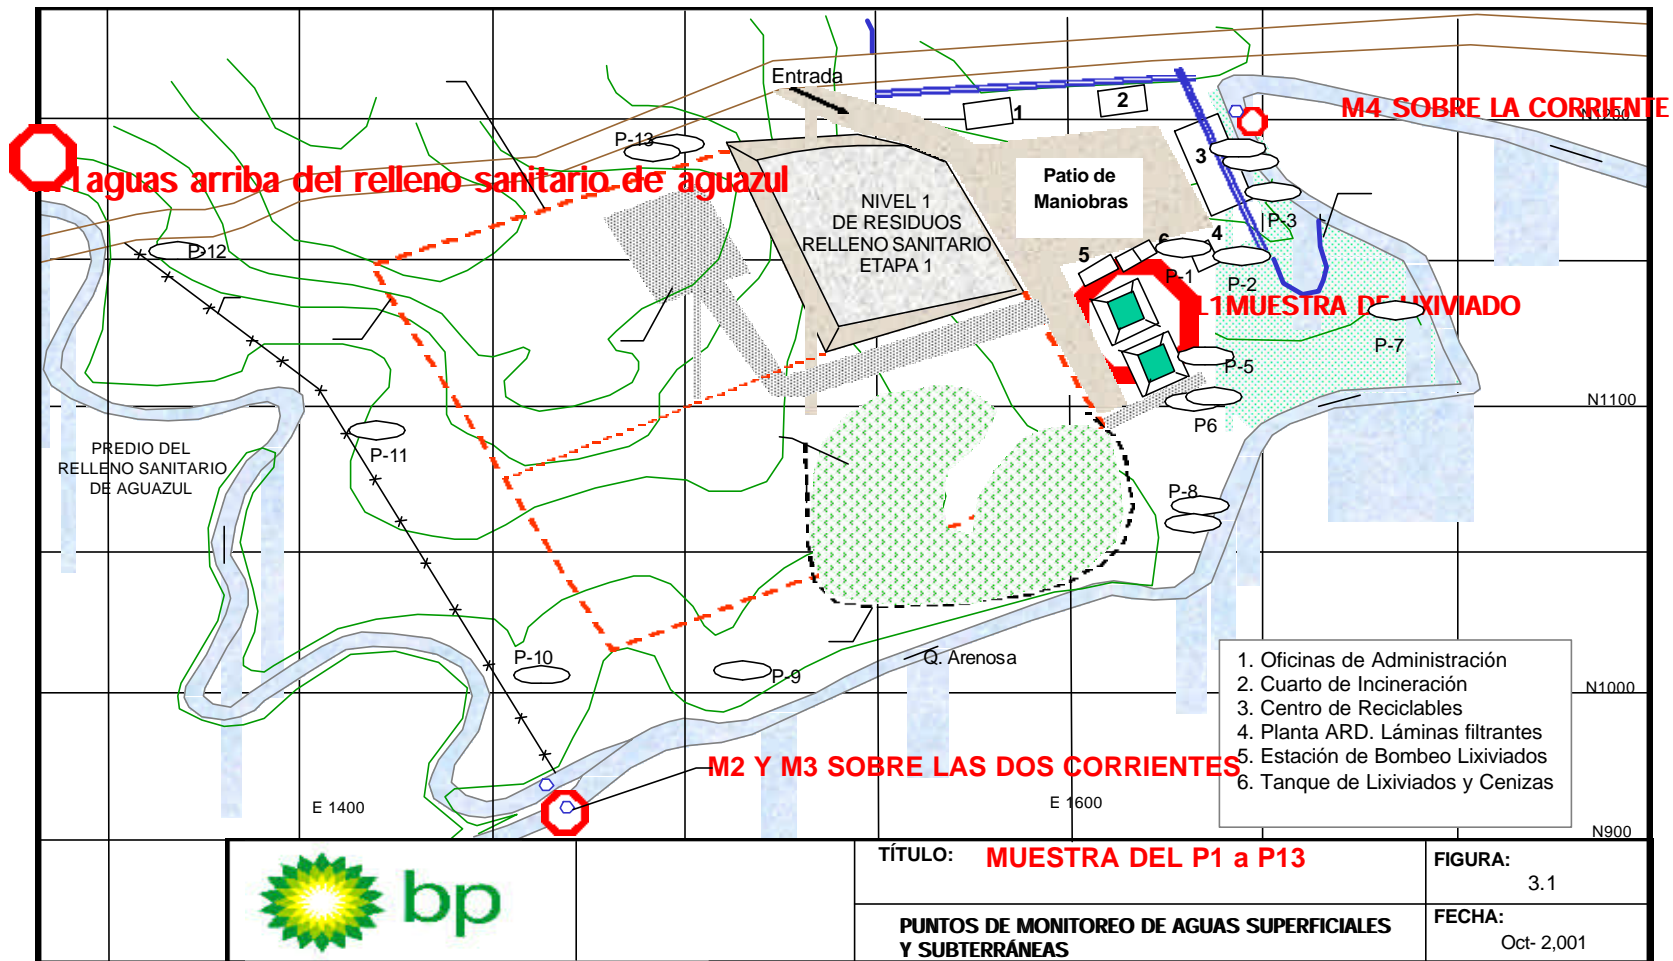 Entrada
1
2
M4 SOBRE LA CORRIENTE
N1200
P-13
3
aguas arriba del relleno sanitario de aguazul
Patio de
Maniobras
NIVEL 1
DE RESIDUOS
RELLENO SANITARIO
ETAPA 1
P-3
P-12
5
6
4
P-1
P-2
L1MUESTRA DE LIXIVIADO
P-7
P-5
N1100
P6
PREDIO DEL
RELLENO SANITARIO
DE AGUAZUL
P-11
P-8
P-10
P-9
Q. Arenosa
1. Oficinas de Administración
2. Cuarto de Incineración
3. Centro de Reciclables
4. Planta ARD. Láminas filtrantes
5. Estación de Bombeo Lixiviados
6. Tanque de Lixiviados y Cenizas
N1000
M2 Y M3 SOBRE LAS DOS CORRIENTES
E 1400
E 1600
N900
bp
TÍTULO: MUESTRA DEL P1 a P13
FIGURA:
3.1
PUNTOS DE MONITOREO DE AGUAS SUPERFICIALES
Y SUBTERRÁNEAS
FECHA:
Oct- 2,001